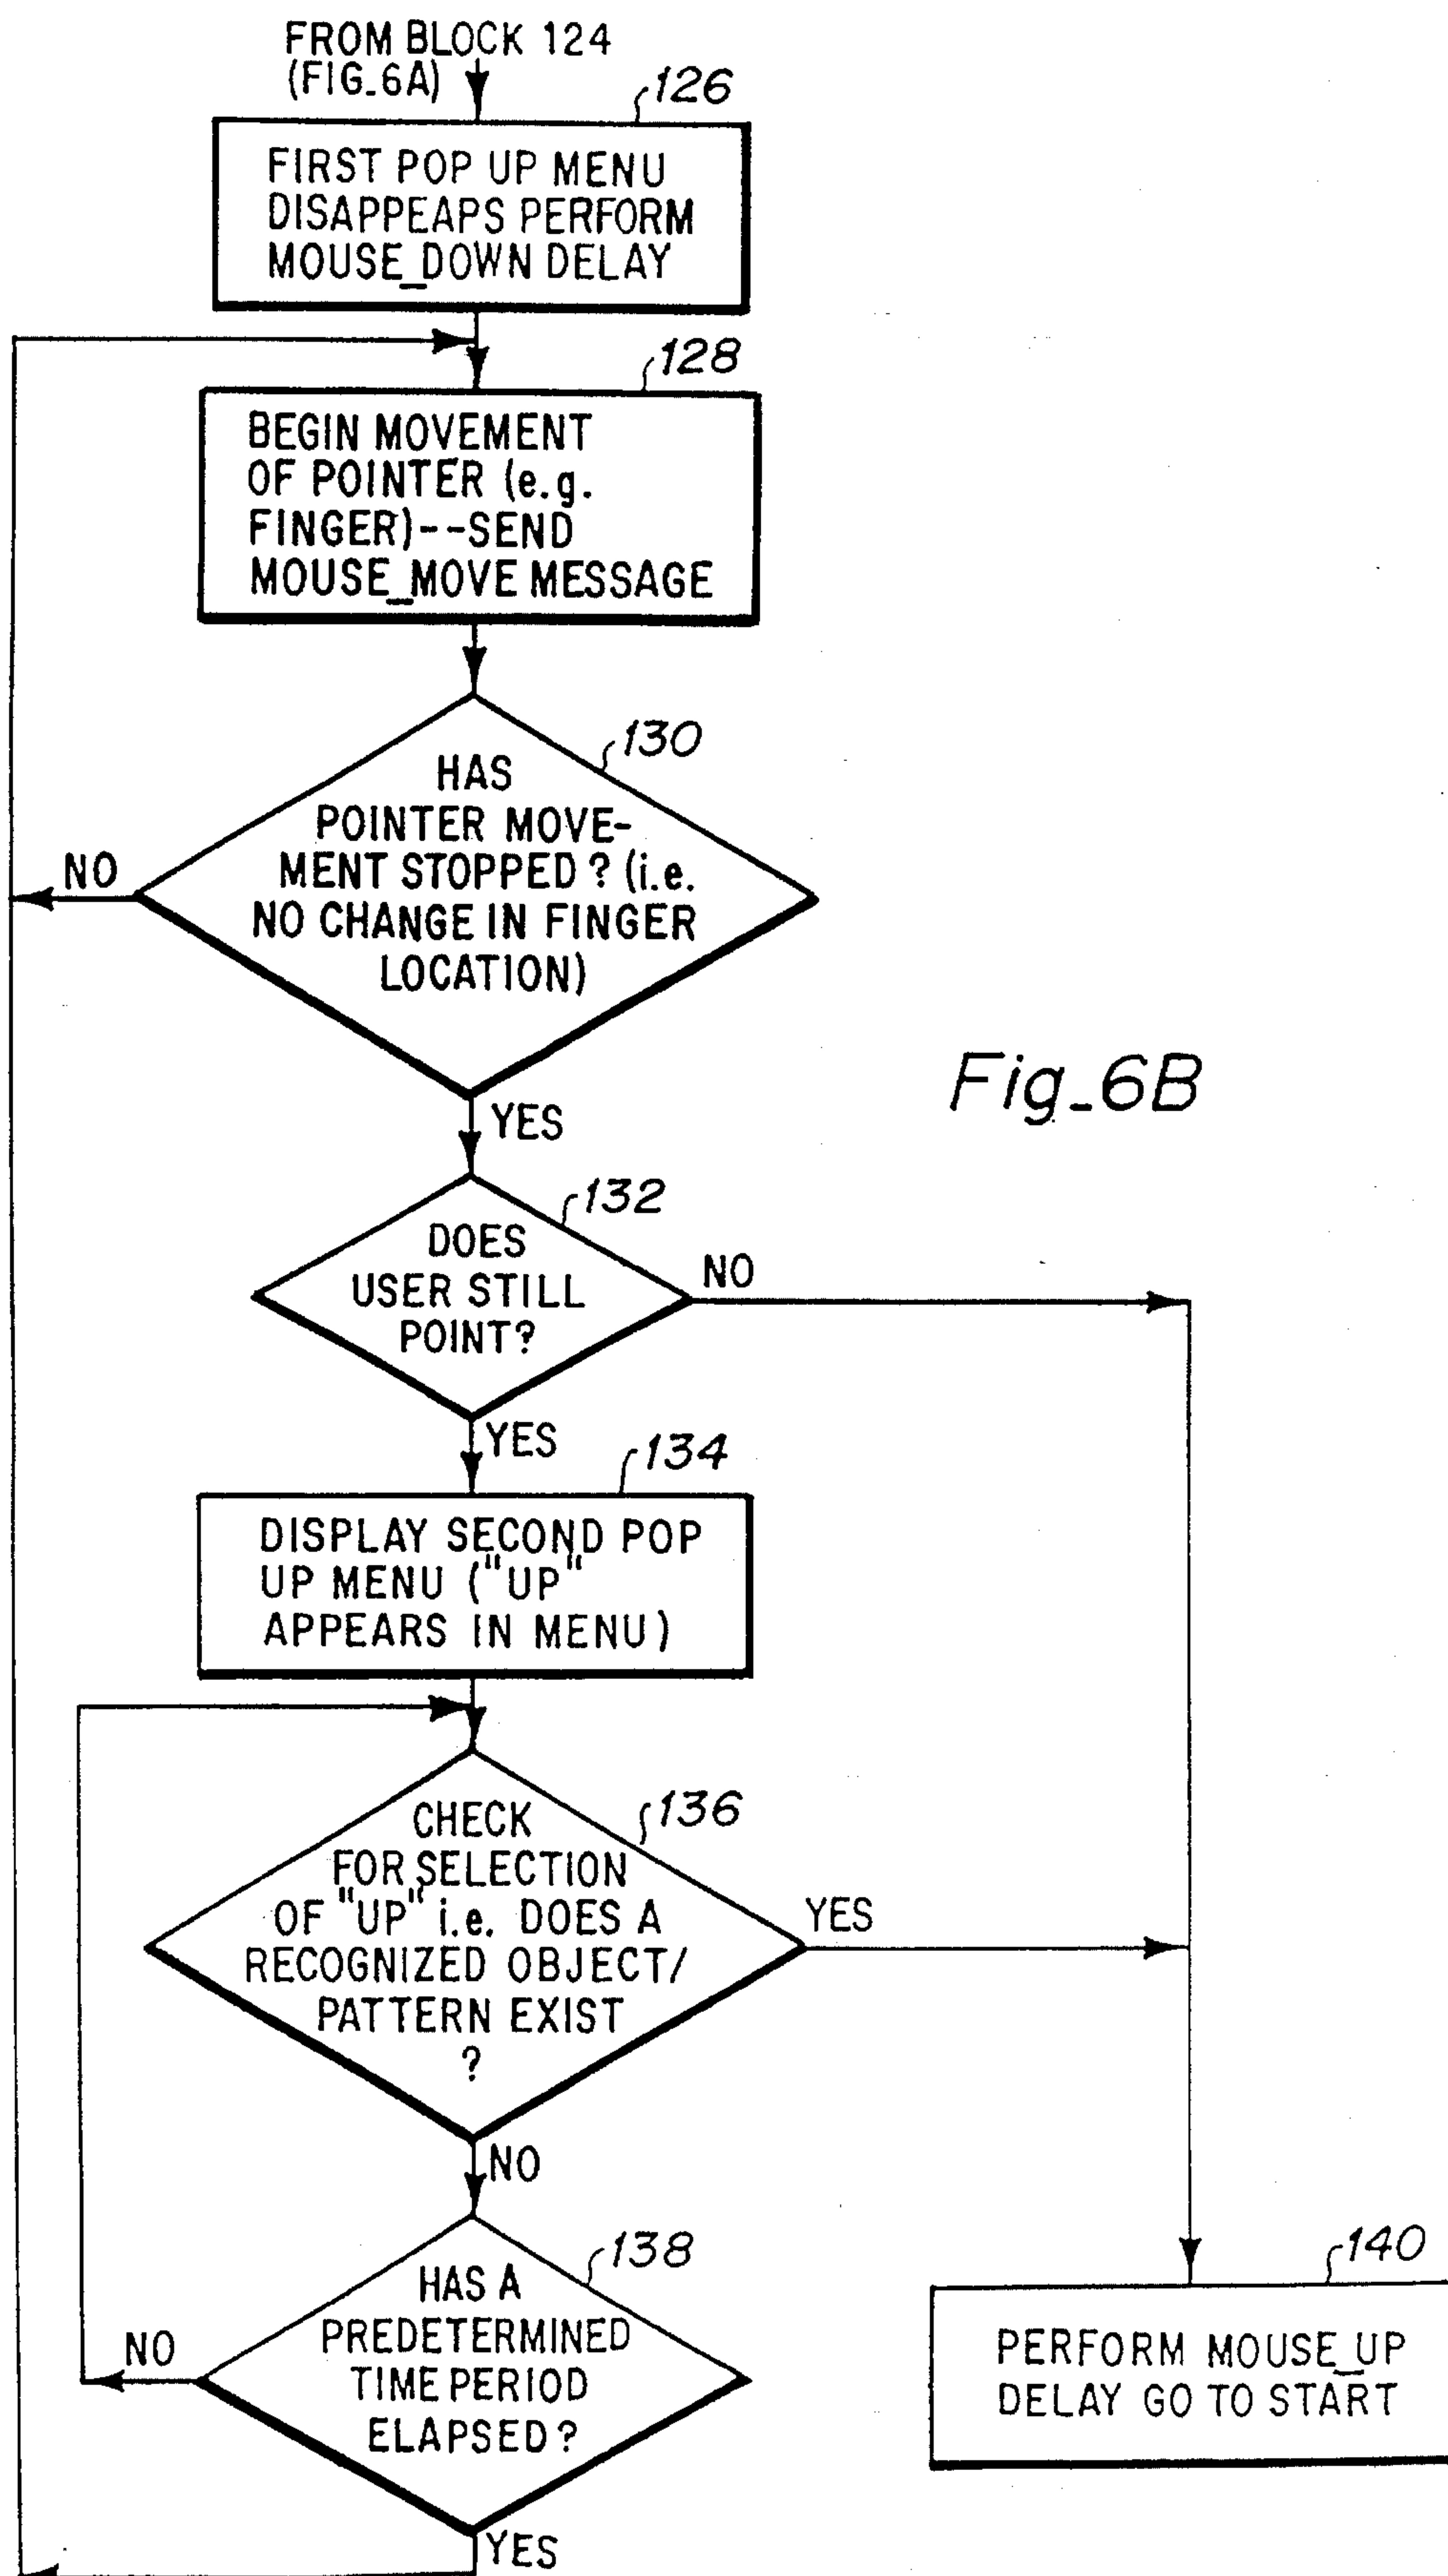 FROM BLOCK 124
(FIG_6A)
126
FIRST POP UP MENU
DISAPPEAPS PERFORM
MOUSE_DOWN DELAY
128
BEGIN MOVEMENT
OF POINTER (e.g.
FINGER)--SEND
MOUSE_MOVE MESSAGE
130
HAS
POINTER MOVE-
MENT STOPPED? (i.e.
NO CHANGE IN FINGER
LOCATION)
NO
YES
Fig_6B
132
DOES
USER STILL
POINT?
NO
YES
134
DISPLAY SECOND POP
UP MENU ("UP"
APPEARS IN MENU)
136
CHECK
FOR SELECTION
OF "UP" i.e. DOES A
RECOGNIZED OBJECT/
PATTERN EXIST
?
YES
NO
138
HAS A
PREDETERMINED
TIME PERIOD
ELAPSED?
NO
YES
140
PERFORM MOUSE_UP
DELAY GO TO START